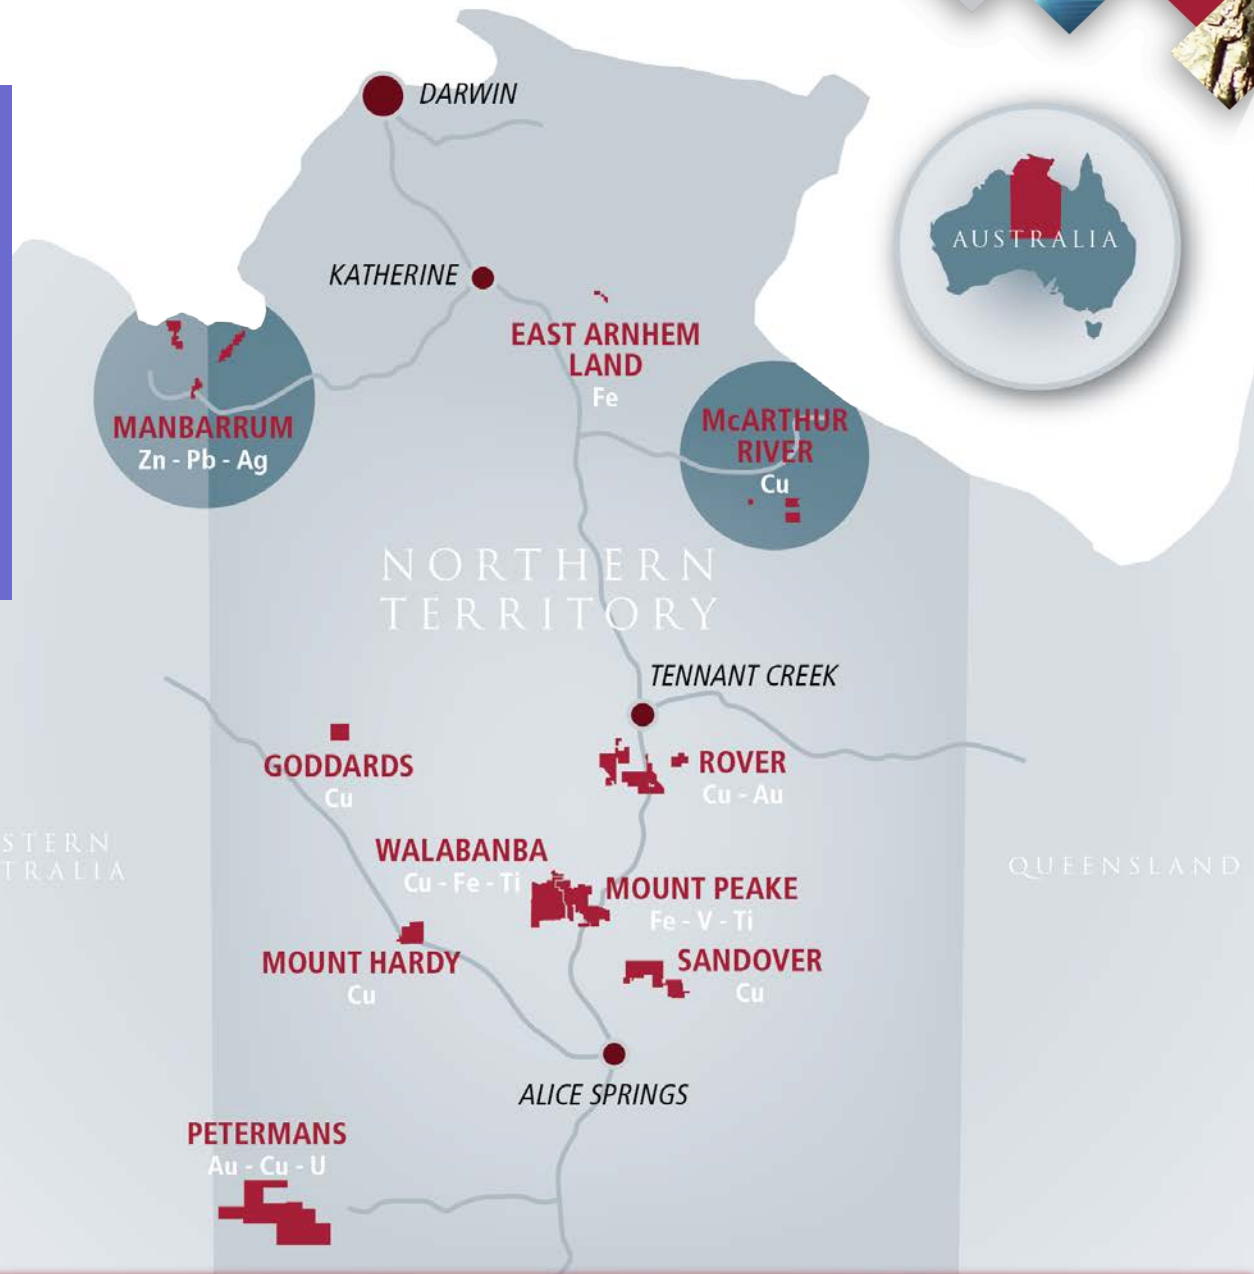 DARWIN
AUSTRALIA
KATHERINE
EAST ARNHEM
LAND
Fe
MANBARRUM
Zn - Pb - Ag
McARTHUR
RIVER
Cu
NORTHERN
TERRITORY
TENNANT CREEK
GODDARDS
Cu
ROVER
Cu - Au
STERN
TRALIA
WALABANBA
Cu - Fe - Ti
MOUNT PEAKE
Fe - V - Ti
QUEENSLAND
MOUNT HARDY
Cu
SANDOVER
Cu
ALICE SPRINGS
PETERMANS
Au - Cu - U